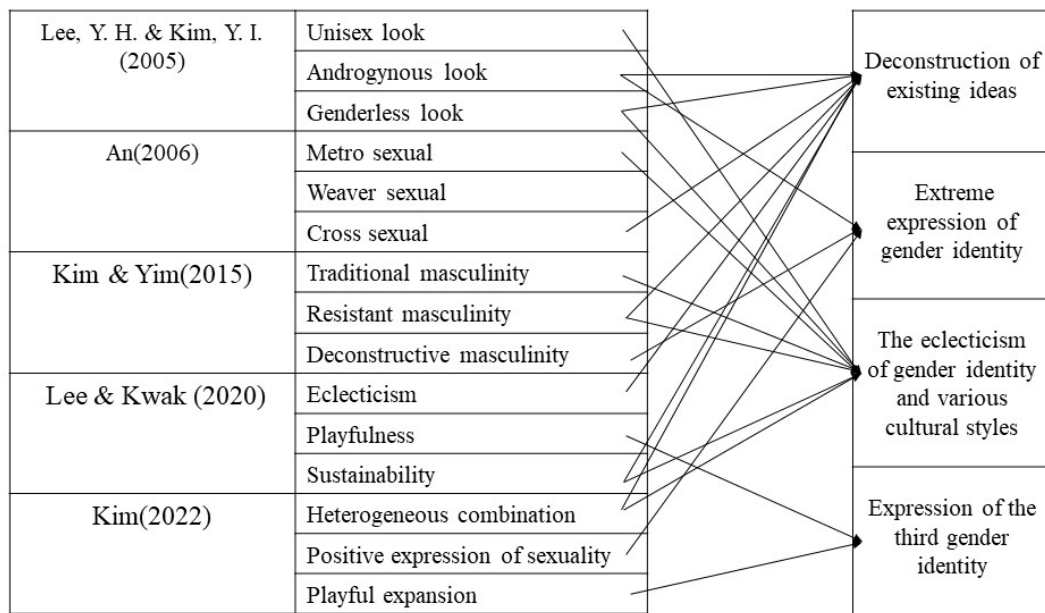 Lee, Y. H. & Kim, Y. I.
(2005)
Unisex look
Androgynous look
Genderless look
An(2006)
Metro sexual
Weaver sexual
Cross sexual
Kim & Yim(2015)
Traditional masculinity
Resistant masculinity
Deconstructive masculinity
Lee & Kwak (2020)
Eclecticism
Playfulness
Sustainability
Kim(2022)
Heterogeneous combination
Positive expression of sexuality
Playful expansion
Deconstruction of
existing ideas
Extreme
expression of
gender identity
The eclecticism
of gender identity
and various
cultural styles
Expression of the
third gender
identity